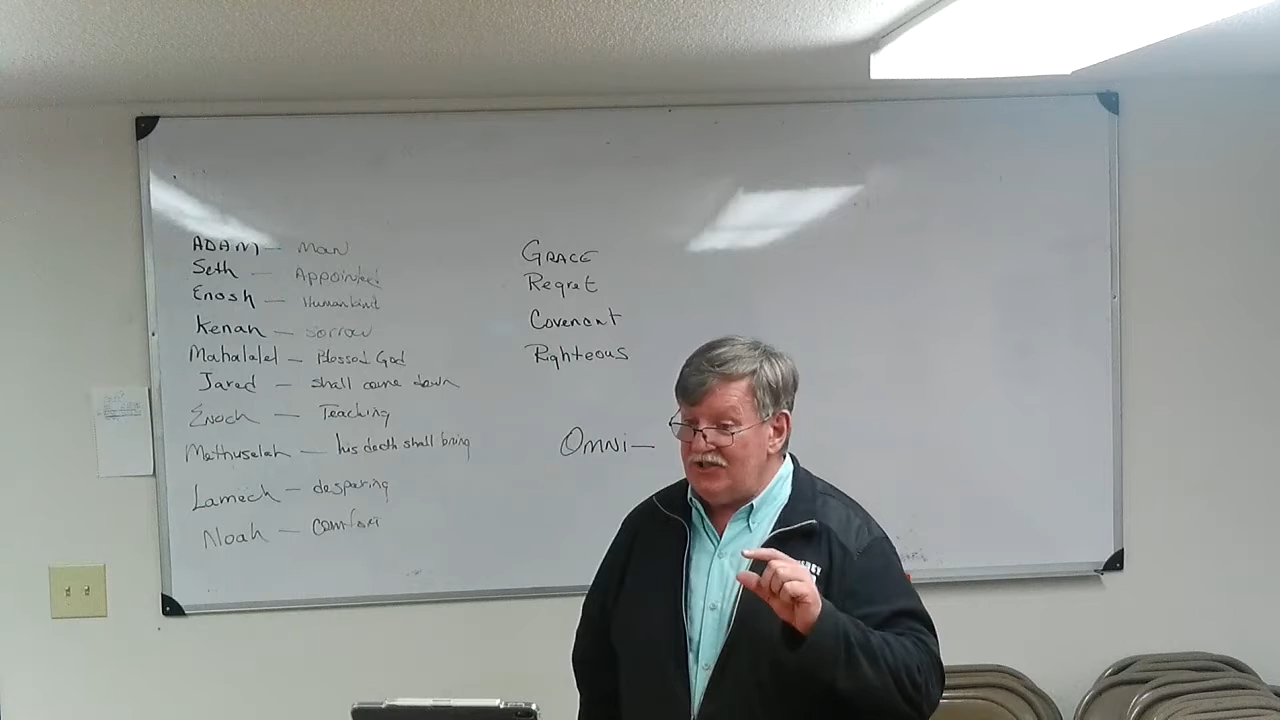 ADAM — Man
Seth — Appointed
Enosh — Humankind
Kenan — Sorrow
Mahalalel — Blessed God
Jared — shall come down
Enoch — Teaching
Methuselah — his death shall bring
Lamech — despairing
Noah — comfort
GRACE
Regret
Covenant
Righteous
Omni—